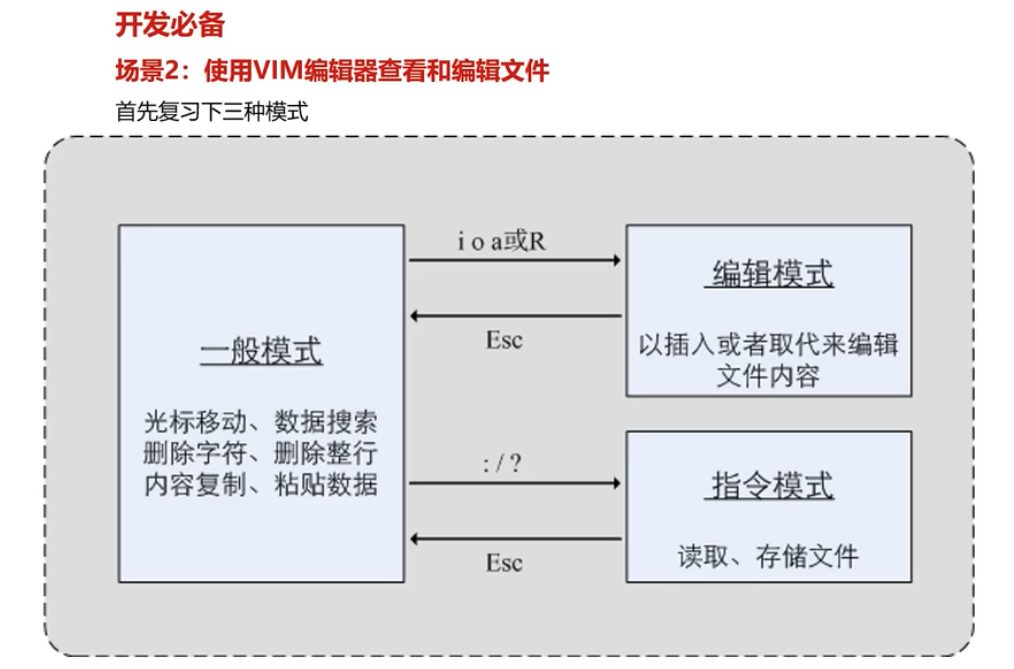 开发必备
场景2：使用VIM编辑器查看和编辑文件
首先复习下三种模式
一般模式
光标移动、数据搜索
删除字符、删除整行
内容复制、粘贴数据
i o a或R
Esc
编辑模式
以插入或者取代来编辑
文件内容
: / ?
Esc
指令模式
读取、存储文件